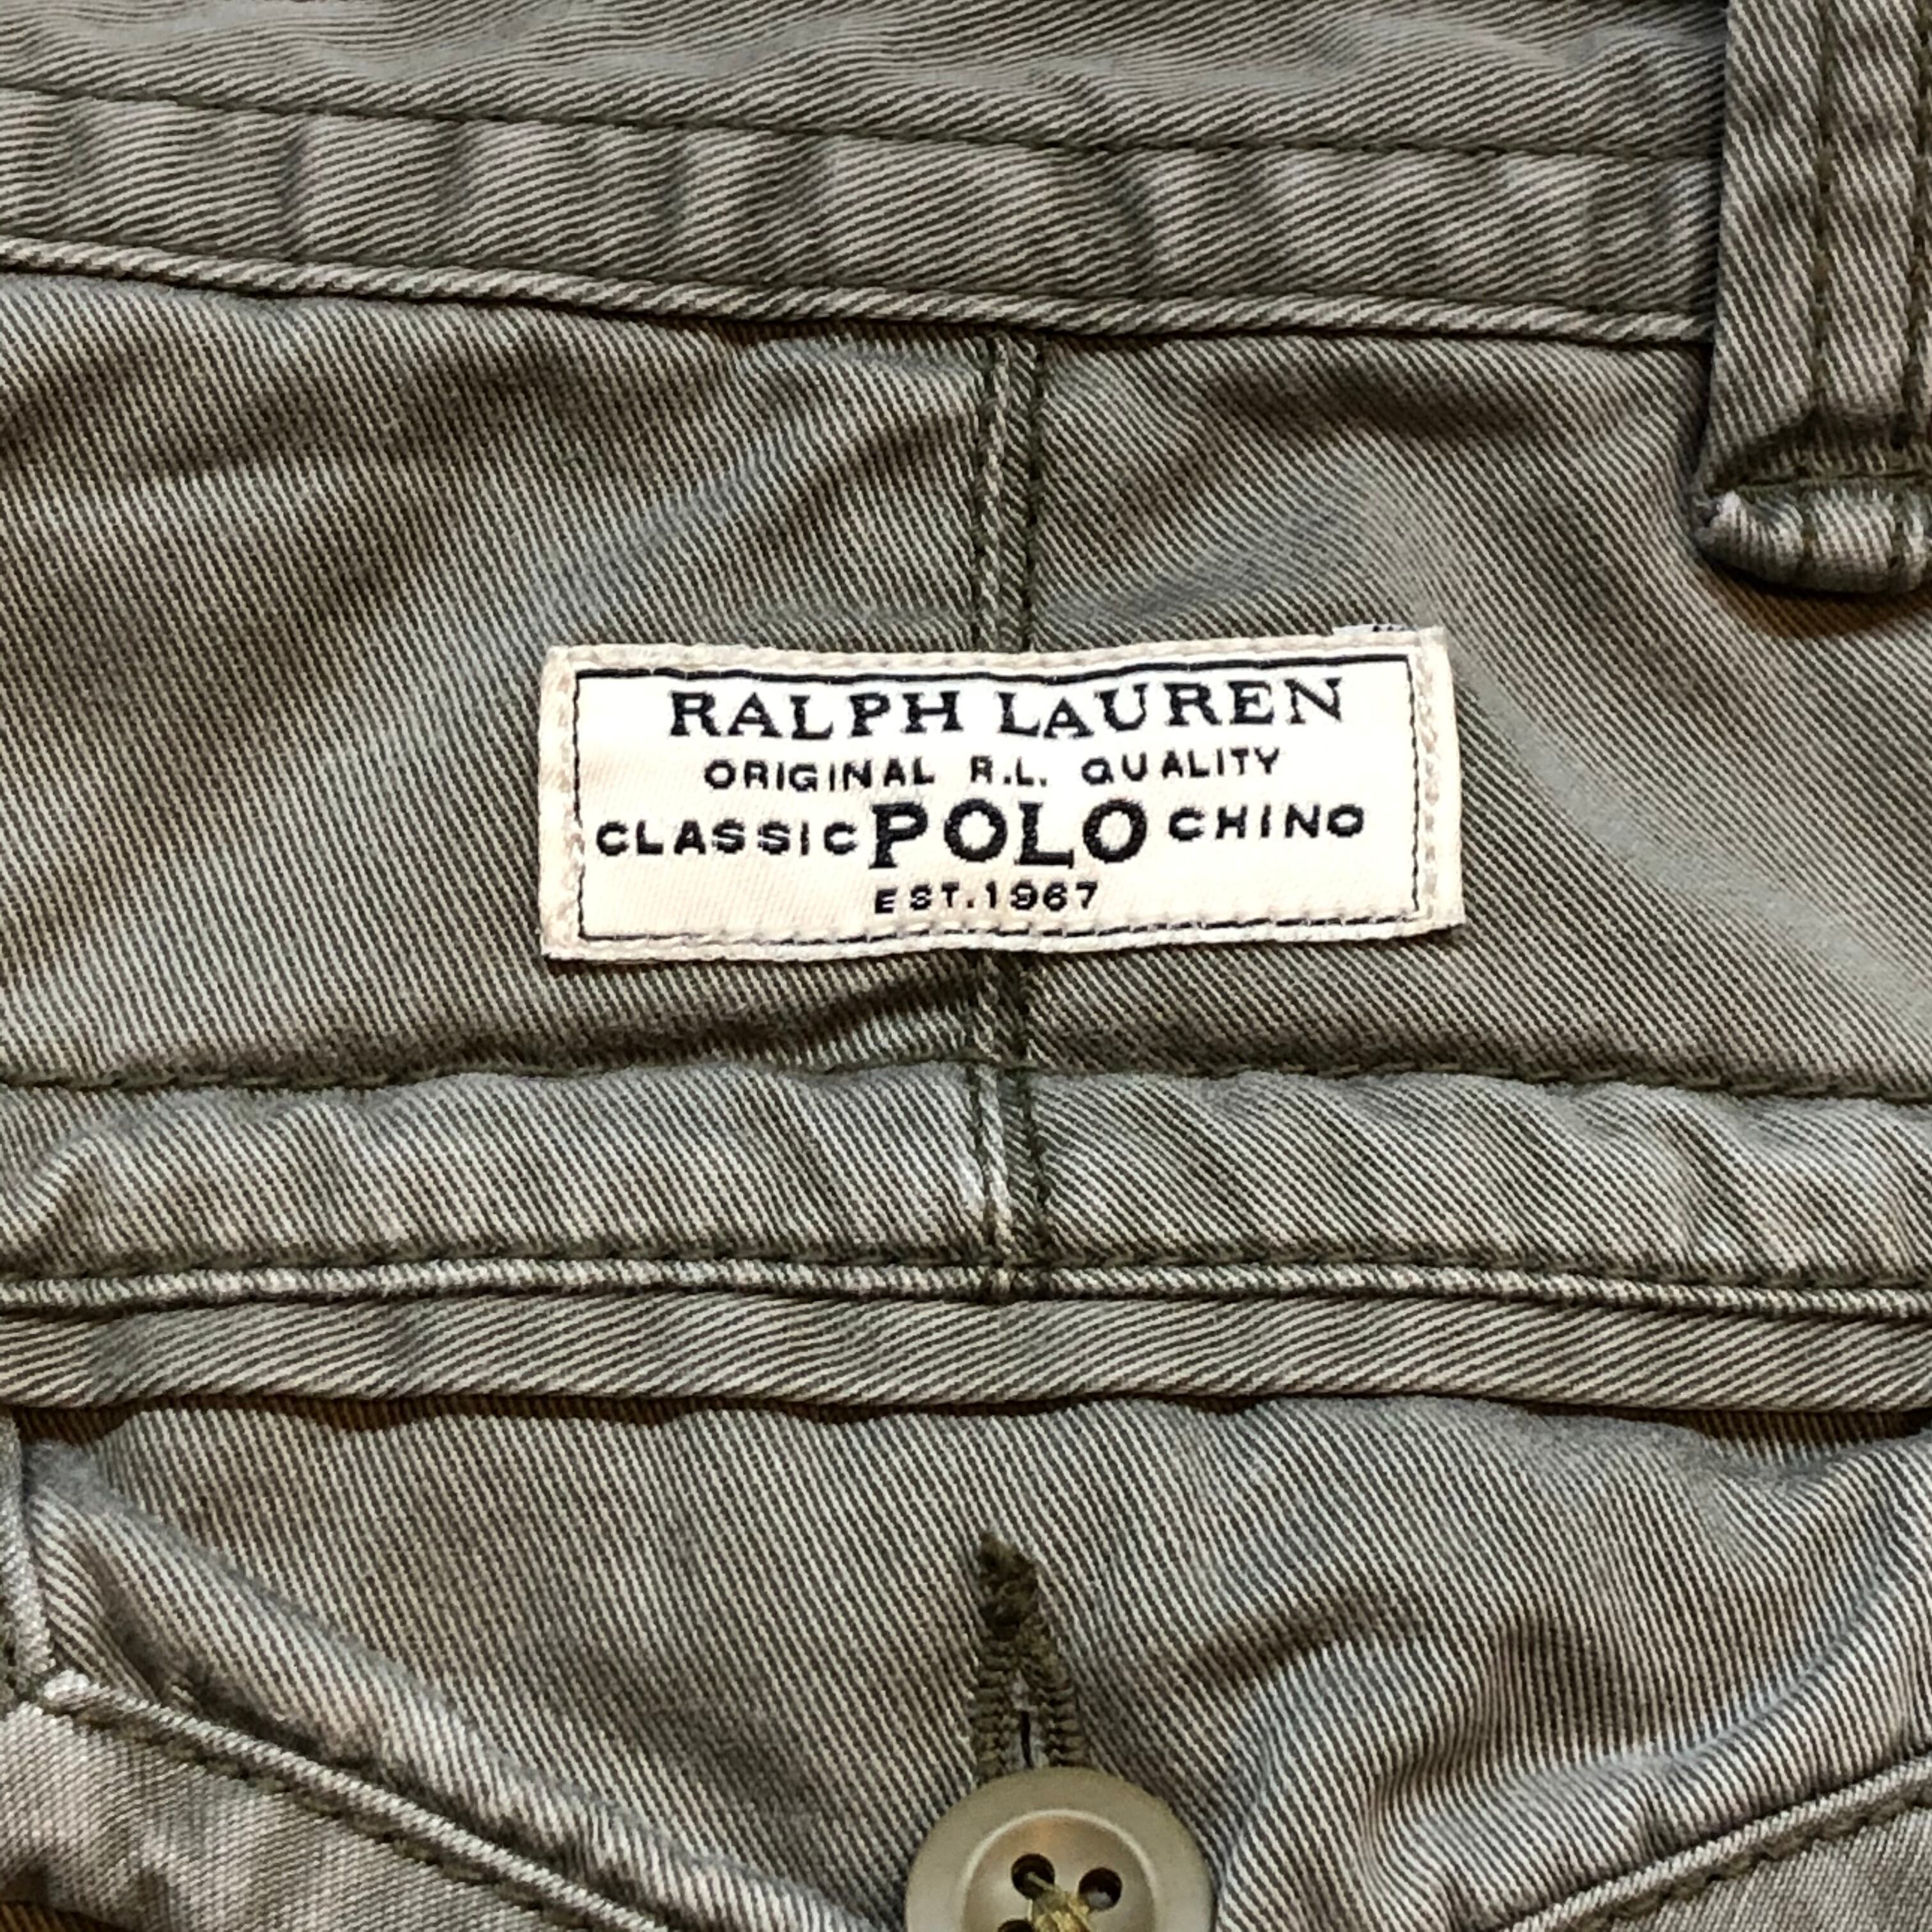 RALPH LAUREN
ORIGINAL R.L. QUALITY
CLASSIC POLO CHINO
EST.1967